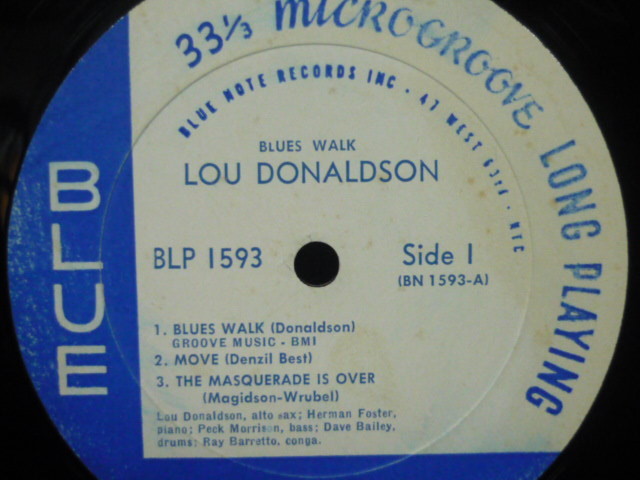 33⅓ MICROGROOVE LONG PLAYING
BLUE NOTE RECORDS INC · 47 WEST 63rd · NYC
BLUES WALK
LOU DONALDSON
BLP 1593
Side 1
(BN 1593-A)
1. BLUES WALK (Donaldson)
GROOVE MUSIC - BMI
2. MOVE (Denzil Best)
3. THE MASQUERADE IS OVER
(Magidson-Wrubel)
Lou Donaldson, alto sax; Herman Foster,
piano; Peck Morrison, bass; Dave Bailey,
drums; Ray Barretto, conga.
BLUE